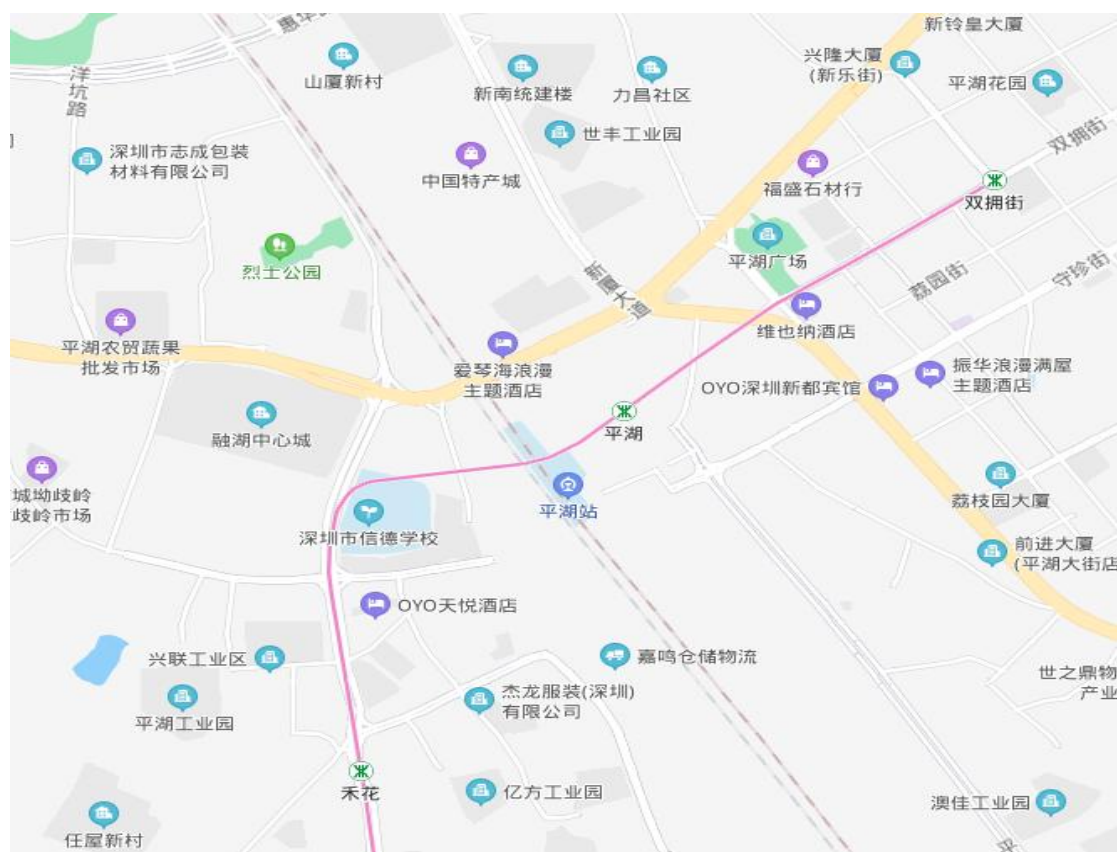 新铃皇大厦
惠华
兴隆大厦
(新乐街)
洋坑路
山厦新村
新南统建楼
力昌社区
平湖花园
世丰工业园
双拥街
深圳市志成包装
材料有限公司
中国特产城
福盛石材行
双拥街
烈士公园
平湖广场
荔园街
守珍街
新厦大道
维也纳酒店
平湖农贸蔬果
批发市场
爱琴海浪漫
主题酒店
OYO深圳新都宾馆
振华浪漫满屋
主题酒店
融湖中心城
平湖
城坳歧岭
歧岭市场
平湖站
荔枝园大厦
深圳市信德学校
前进大厦
(平湖大街店
OYO天悦酒店
兴联工业区
嘉鸣仓储物流
世之鼎物
产业
杰龙服装(深圳)
有限公司
平湖工业园
禾花
亿方工业园
澳佳工业园
任屋新村
平